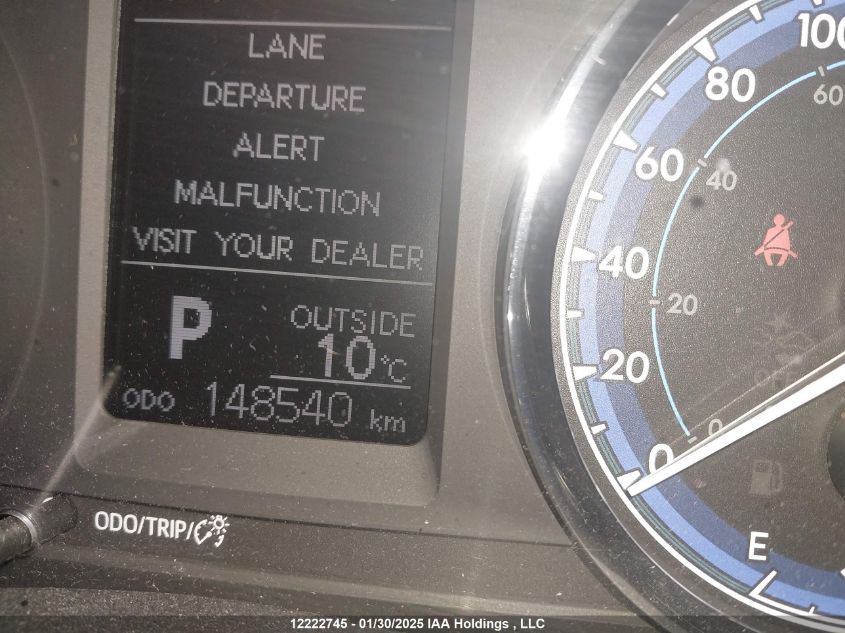 LANE
DEPARTURE
ALERT
MALFUNCTION
VISIT YOUR DEALER
P OUTSIDE
10°C
ODO 148540 km
ODO/TRIP/
100
80
60
60
40
40
20
20
0
0
E
12222745 - 01/30/2025 IAA Holdings , LLC